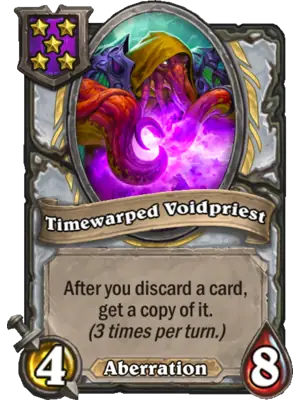 Timewarped Voidpriest
After you discard a card,
get a copy of it.
(3 times per turn.)
4
Aberration
8